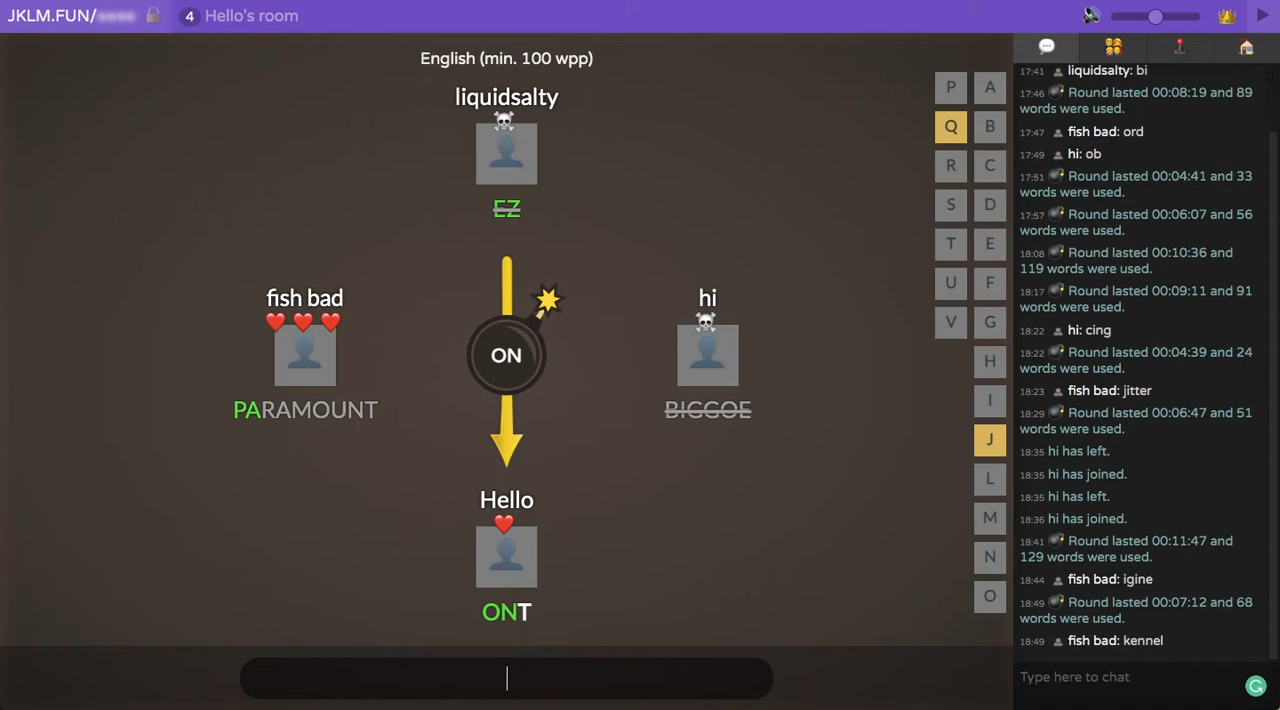 JKLM.FUN/
4 Hello's room
English (min. 100 wpp)
liquidsalty
EZ
fish bad
PARAMOUNT
ON
hi
BIGGOE
Hello
ONT
P A
Q B
R C
S D
T E
U F
V G
H
I
J
L
M
N
O
17:41 liquidsalty: bi
17:46 Round lasted 00:08:19 and 89
words were used.
17:47 fish bad: ord
17:49 hi: ob
17:51 Round lasted 00:04:41 and 33
words were used.
17:57 Round lasted 00:06:07 and 56
words were used.
18:08 Round lasted 00:10:36 and
119 words were used.
18:17 Round lasted 00:09:11 and 91
words were used.
18:22 hi: cing
18:22 Round lasted 00:04:39 and 24
words were used.
18:23 fish bad: jitter
18:29 Round lasted 00:06:47 and 51
words were used.
18:35 hi has left.
18:35 hi has joined.
18:35 hi has left.
18:36 hi has joined.
18:41 Round lasted 00:11:47 and
129 words were used.
18:44 fish bad: igine
18:49 Round lasted 00:07:12 and 68
words were used.
18:49 fish bad: kennel
Type here to chat